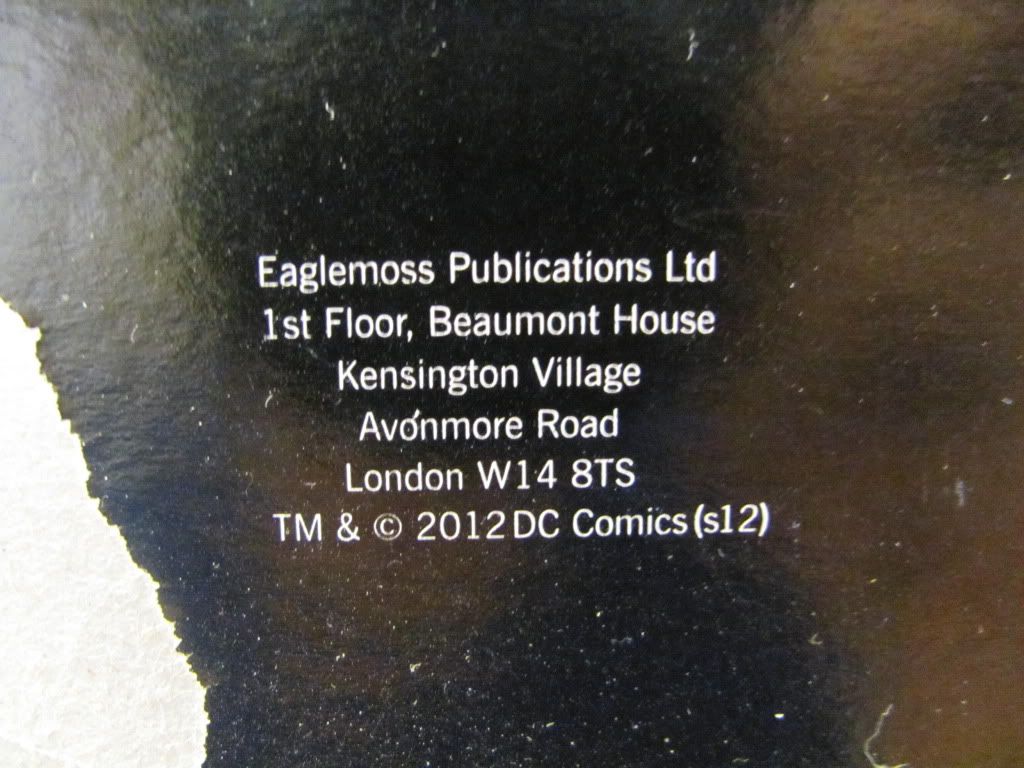 Eaglemoss Publications Ltd
1st Floor, Beaumont House
Kensington Village
Avonmore Road
London W14 8TS
TM & © 2012 DC Comics (s12)